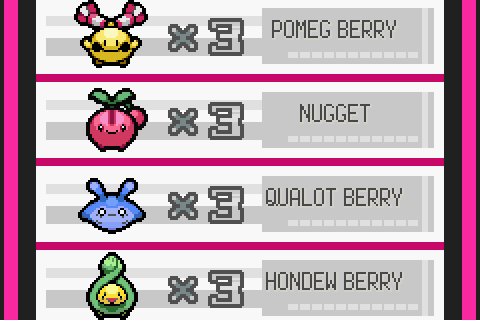 × 3 POMEG BERRY
× 3 NUGGET
× 3 QUALOT BERRY
× 3 HONDEW BERRY